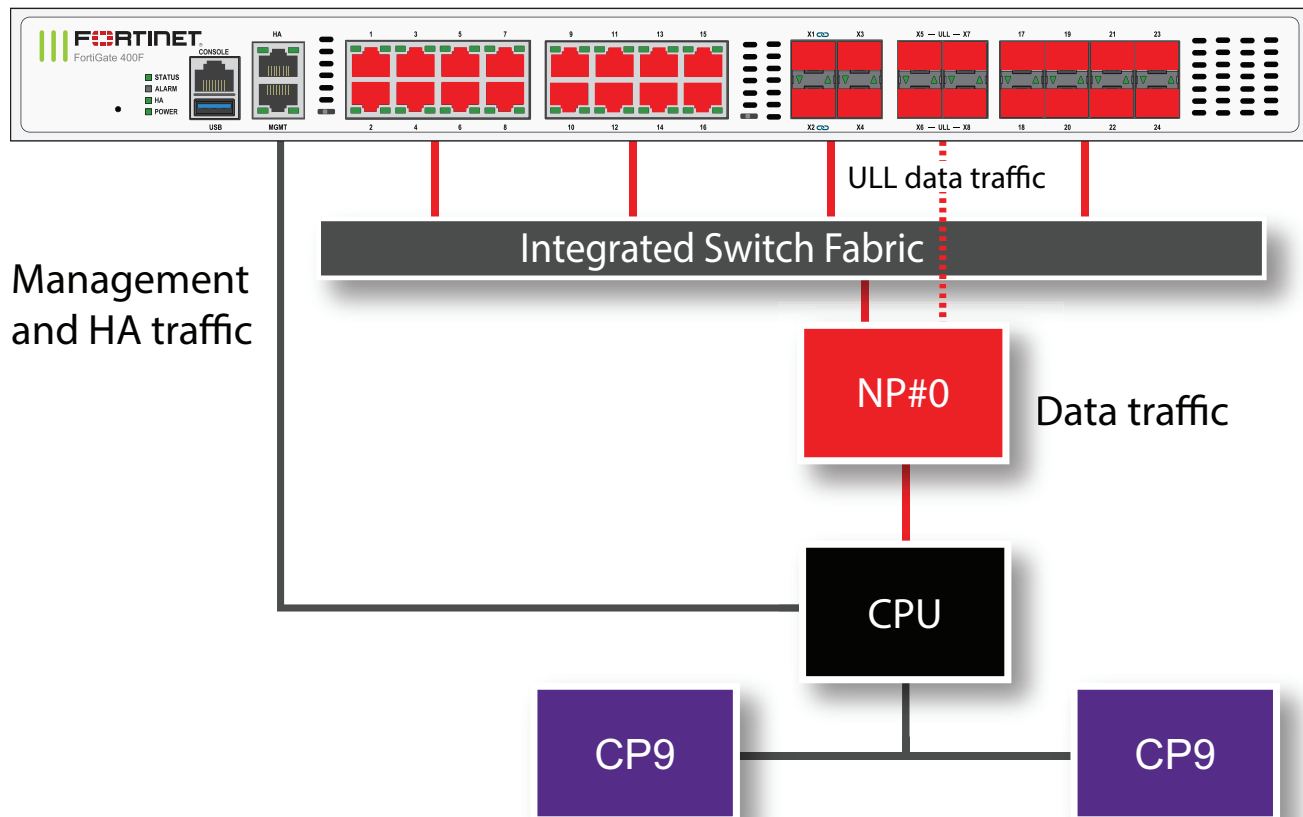 FORTINET®
FortiGate 400F
CONSOLE
HA
1 3 5 7
9 11 13 15
X1 X3
X5 — ULL — X7
17 19 21 23
STATUS
ALARM
HA
POWER
USB
MGMT
2 4 6 8
10 12 14 16
X2 X4
X6 — ULL — X8
18 20 22 24
ULL data traffic
Integrated Switch Fabric
Management
and HA traffic
NP#0
Data traffic
CPU
CP9
CP9